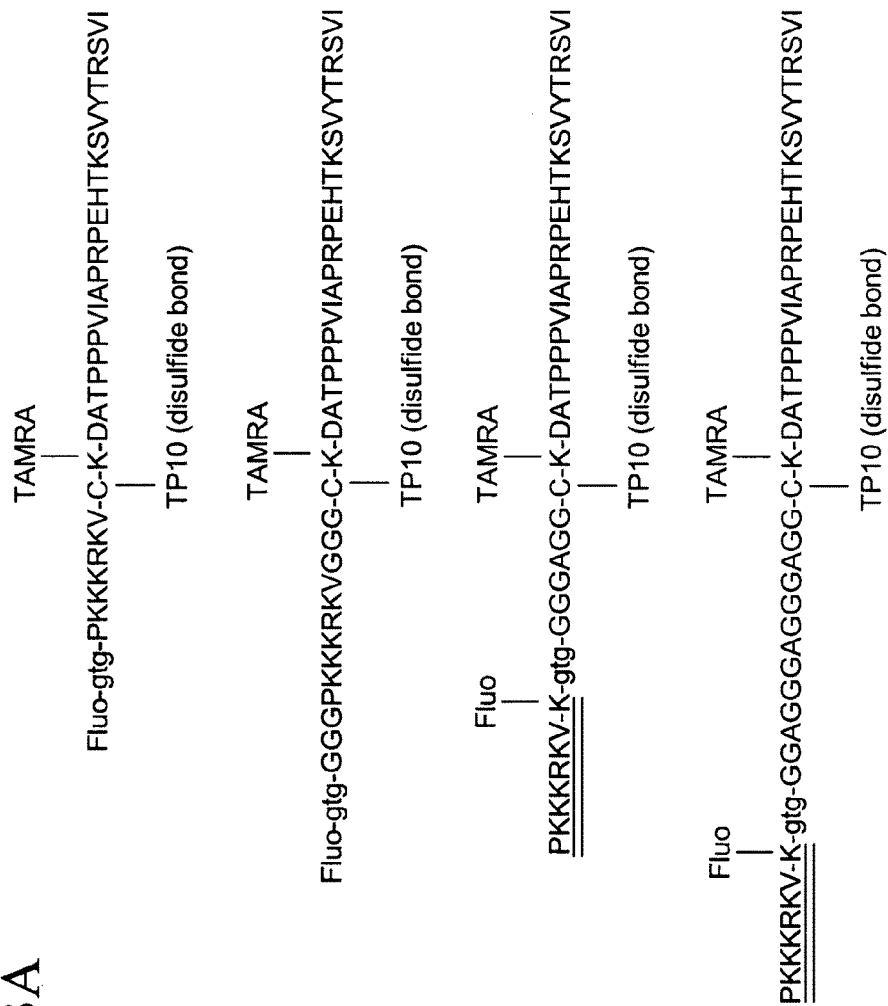 TAMRA
Fluo-gtg-PKKKRKV-C-K-DATPPPVIAPRPEHTKSVYTRSVI
TP10 (disulfide bond)
TAMRA
Fluo-gtg-GGGPKKKRKVGGG-C-K-DATPPPVIAPRPEHTKSVYTRSVI
TP10 (disulfide bond)
Fluo TAMRA
PKKKRKV-K-gtg-GGGAGG-C-K-DATPPPVIAPRPEHTKSVYTRSVI
TP10 (disulfide bond)
Fluo TAMRA
PKKKRKV-K-gtg-GGAGGGAGGGAGG-C-K-DATPPPVIAPRPEHTKSVYTRSVI
TP10 (disulfide bond)